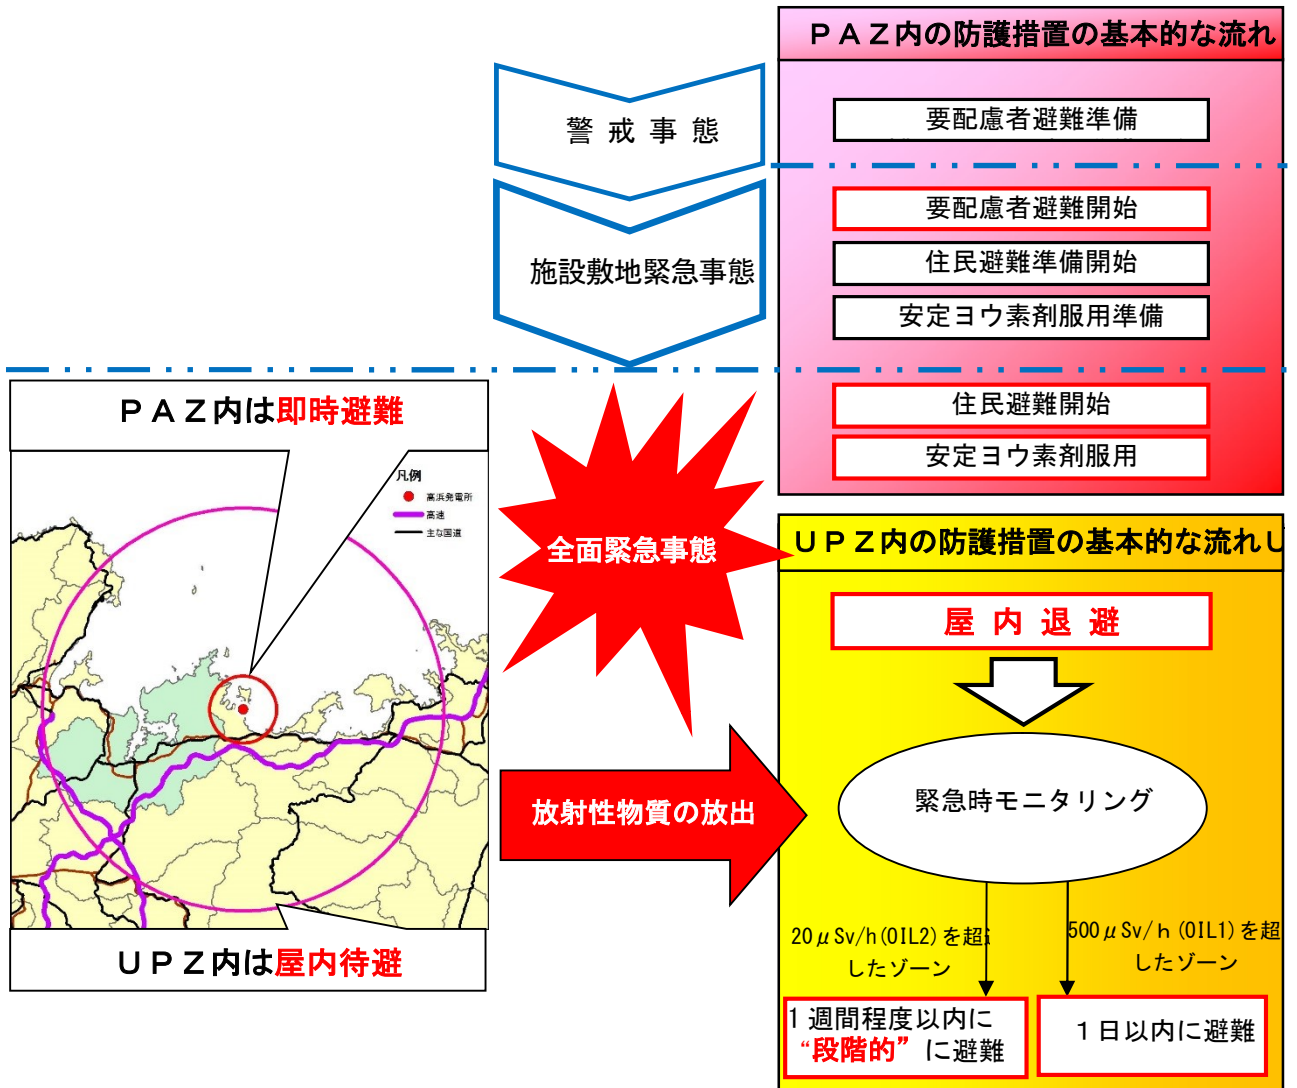 ＰＡＺ内の防護措置の基本的な流れ
警戒事態
要配慮者避難準備
施設敷地緊急事態
要配慮者避難開始
住民避難準備開始
安定ヨウ素剤服用準備
住民避難開始
安定ヨウ素剤服用
ＰＡＺ内は即時避難
凡例
高浜発電所
高速
主な国道
全面緊急事態
ＵＰＺ内は屋内待避
放射性物質の放出
ＵＰＺ内の防護措置の基本的な流れＵ
屋内退避
緊急時モニタリング
20μSv/h(OIL2)を超
したゾーン
500μSv/h(OIL1)を超
したゾーン
1週間程度以内に
“段階的”に避難
１日以内に避難